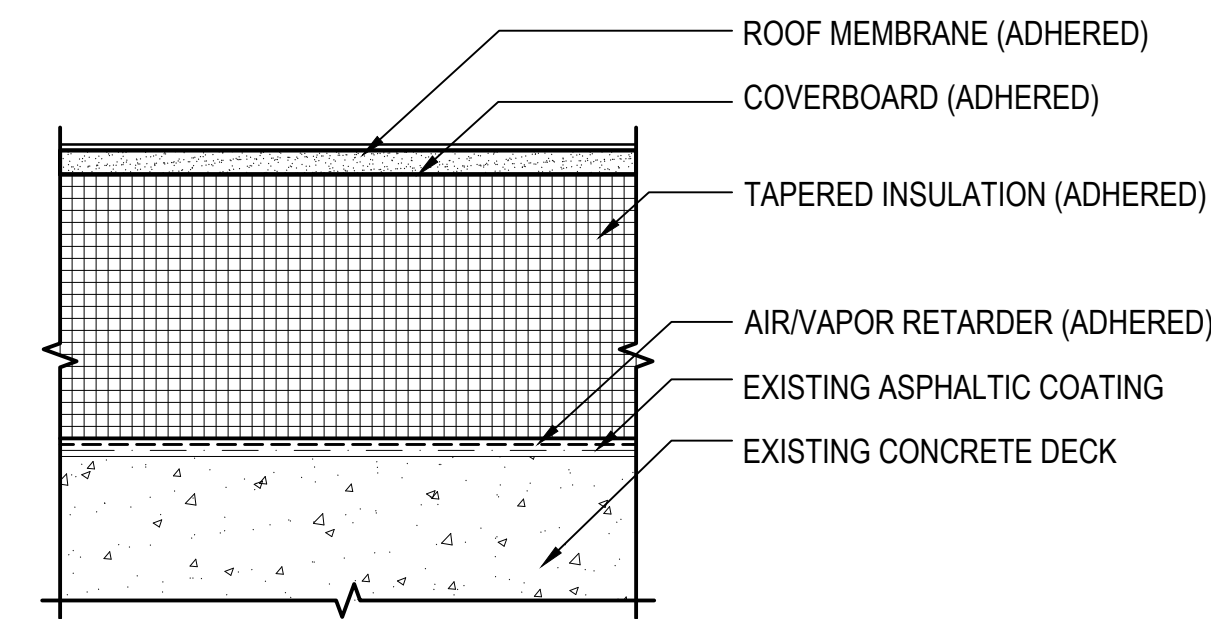 ROOF MEMBRANE (ADHERED)
COVERBOARD (ADHERED)
TAPERED INSULATION (ADHERED)
AIR/VAPOR RETARDER (ADHERED)
EXISTING ASPHALTIC COATING
EXISTING CONCRETE DECK